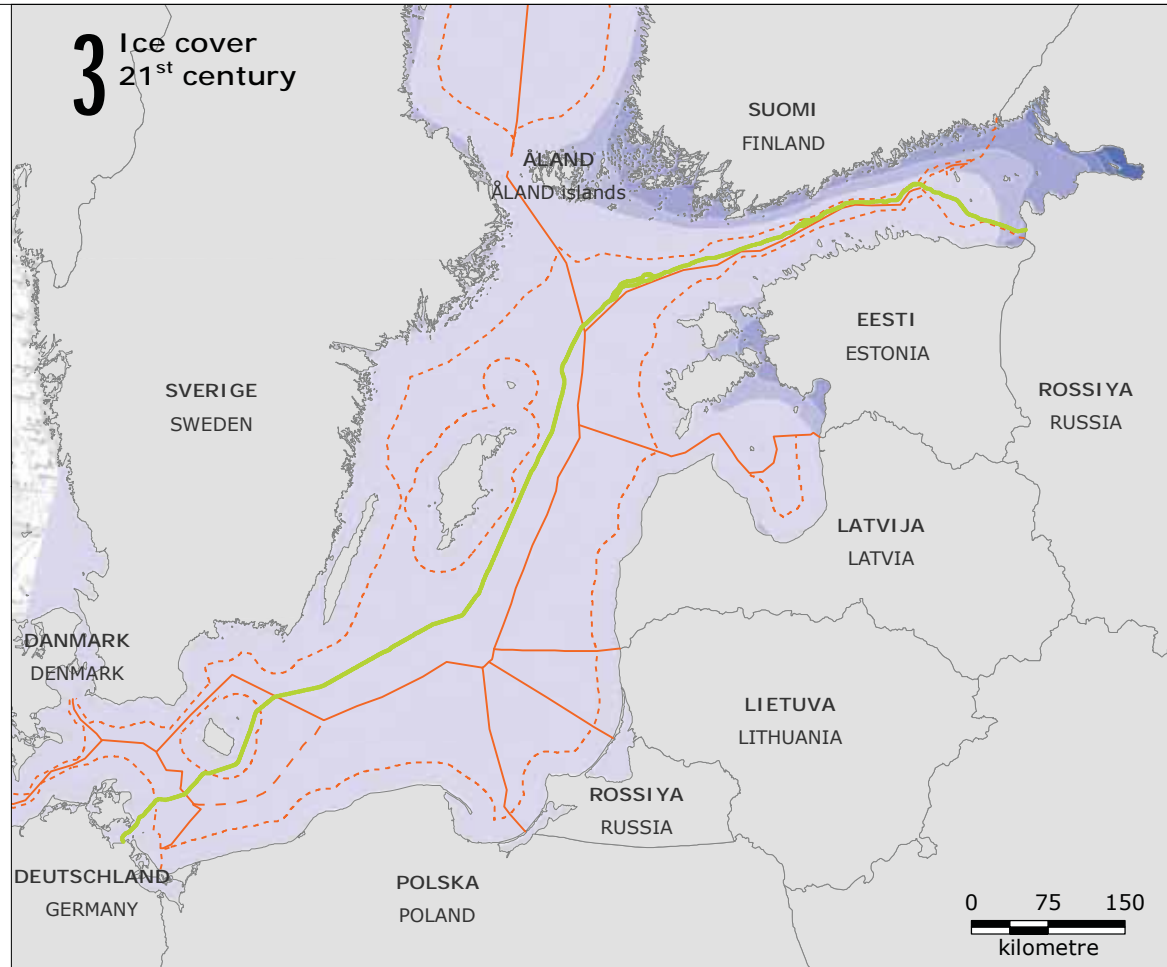 3
Ice cover
21st century
SUOMI
FINLAND
ÅLAND
ÅLAND islands
EESTI
ESTONIA
SVERIGE
SWEDEN
ROSSIYA
RUSSIA
LATVIJA
LATVIA
DANMARK
DENMARK
LIETUVA
LITHUANIA
ROSSIYA
RUSSIA
DEUTSCHLAND
GERMANY
POLSKA
POLAND
0 75 150
kilometre